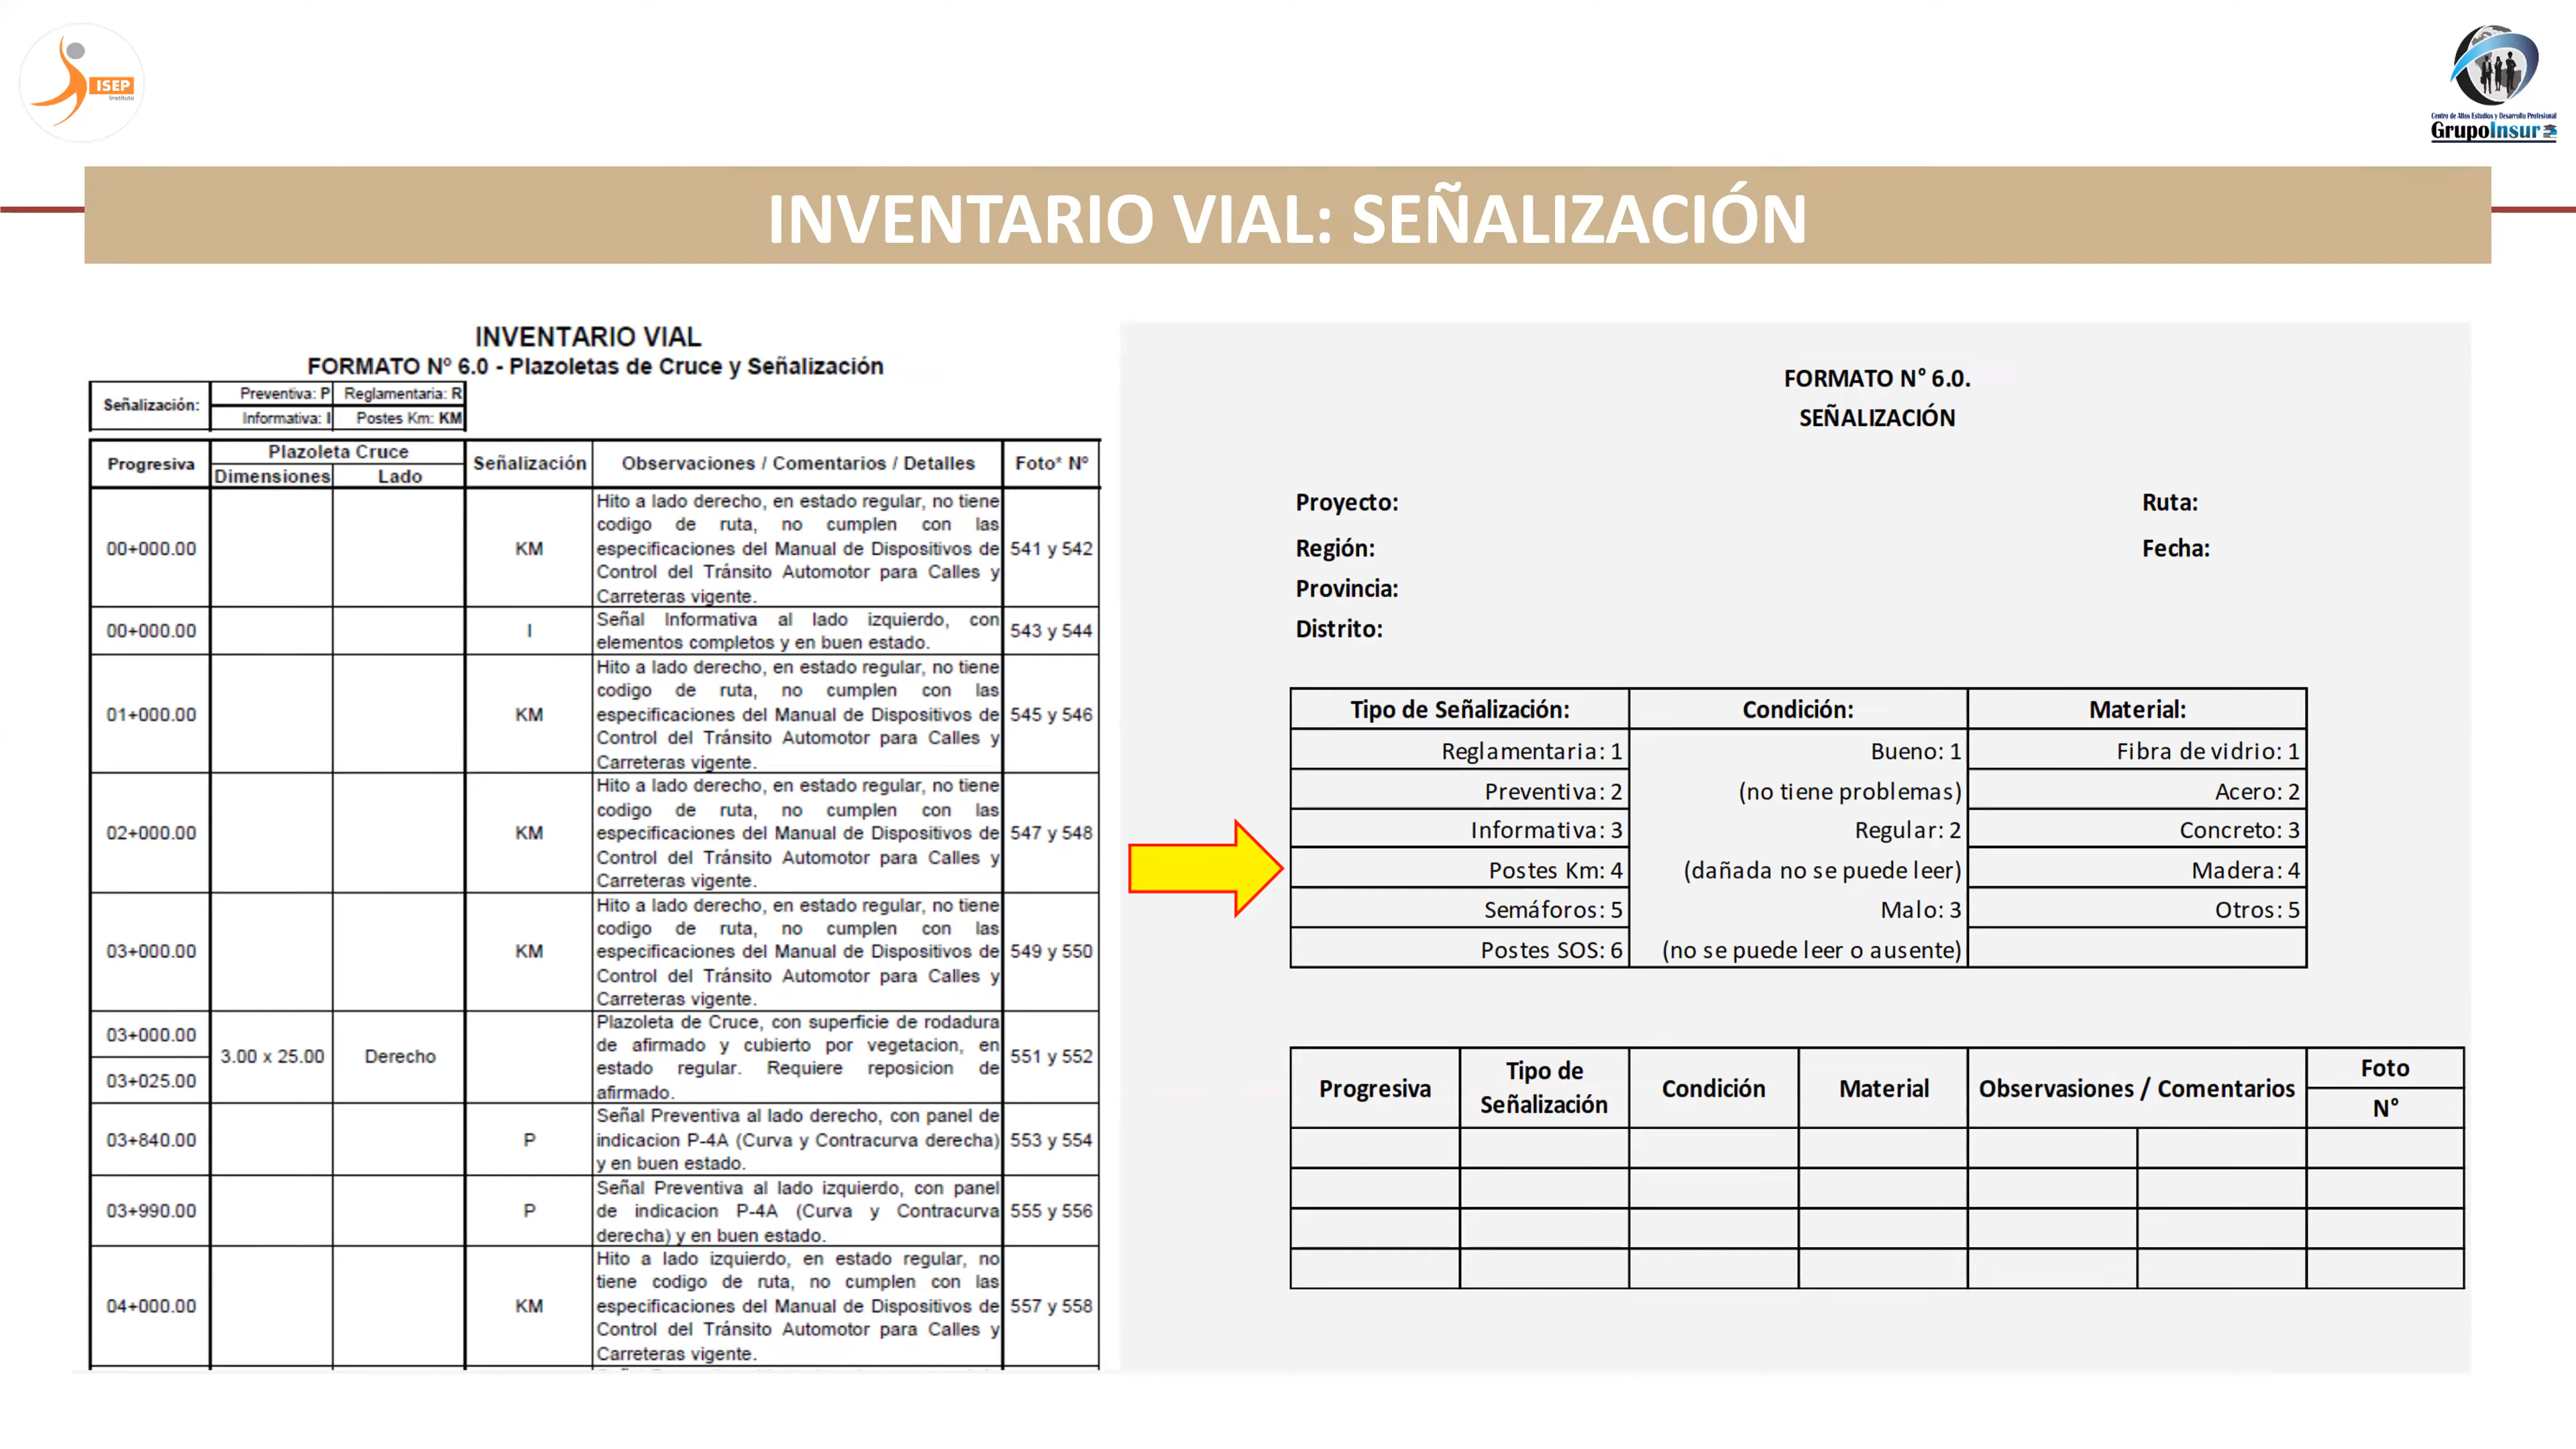 ISEP
Instituto
Centro de Altos Estudios y Desarrollo Profesional
GrupoInsur
INVENTARIO VIAL: SEÑALIZACIÓN
INVENTARIO VIAL
FORMATO Nº 6.0 - Plazoletas de Cruce y Señalización
Señalización: Preventiva: P Reglamentaria: R
Informativa: I Postes Km: KM
Progresiva Plazoleta Cruce Señalización Observaciones / Comentarios / Detalles Foto* Nº
Dimensiones Lado
00+000.00 KM Hito a lado derecho, en estado regular, no tiene
codigo de ruta, no cumplen con las
especificaciones del Manual de Dispositivos de
Control del Tránsito Automotor para Calles y
Carreteras vigente. 541 y 542
00+000.00 I Señal Informativa al lado izquierdo, con
elementos completos y en buen estado. 543 y 544
01+000.00 KM Hito a lado derecho, en estado regular, no tiene
codigo de ruta, no cumplen con las
especificaciones del Manual de Dispositivos de
Control del Tránsito Automotor para Calles y
Carreteras vigente. 545 y 546
02+000.00 KM Hito a lado derecho, en estado regular, no tiene
codigo de ruta, no cumplen con las
especificaciones del Manual de Dispositivos de
Control del Tránsito Automotor para Calles y
Carreteras vigente. 547 y 548
03+000.00 KM Hito a lado derecho, en estado regular, no tiene
codigo de ruta, no cumplen con las
especificaciones del Manual de Dispositivos de
Control del Tránsito Automotor para Calles y
Carreteras vigente. 549 y 550
03+000.00
03+025.00 3.00 x 25.00 Derecho Plazoleta de Cruce, con superficie de rodadura
de afirmado y cubierto por vegetacion, en
estado regular. Requiere reposicion de
afirmado. 551 y 552
03+840.00 P Señal Preventiva al lado derecho, con panel de
indicacion P-4A (Curva y Contracurva derecha)
y en buen estado. 553 y 554
03+990.00 P Señal Preventiva al lado izquierdo, con panel
de indicacion P-4A (Curva y Contracurva
derecha) y en buen estado. 555 y 556
04+000.00 KM Hito a lado izquierdo, en estado regular, no
tiene codigo de ruta, no cumplen con las
especificaciones del Manual de Dispositivos de
Control del Tránsito Automotor para Calles y
Carreteras vigente. 557 y 558
FORMATO N° 6.0.
SEÑALIZACIÓN
Proyecto: Ruta:
Región: Fecha:
Provincia:
Distrito:
Tipo de Señalización: Condición: Material:
Reglamentaria: 1 Bueno: 1 Fibra de vidrio: 1
Preventiva: 2 (no tiene problemas) Acero: 2
Informativa: 3 Regular: 2 Concreto: 3
Postes Km: 4 (dañada no se puede leer) Madera: 4
Semáforos: 5 Malo: 3 Otros: 5
Postes SOS: 6 (no se puede leer o ausente)
Progresiva Tipo de Señalización Condición Material Observasiones / Comentarios Foto
N°